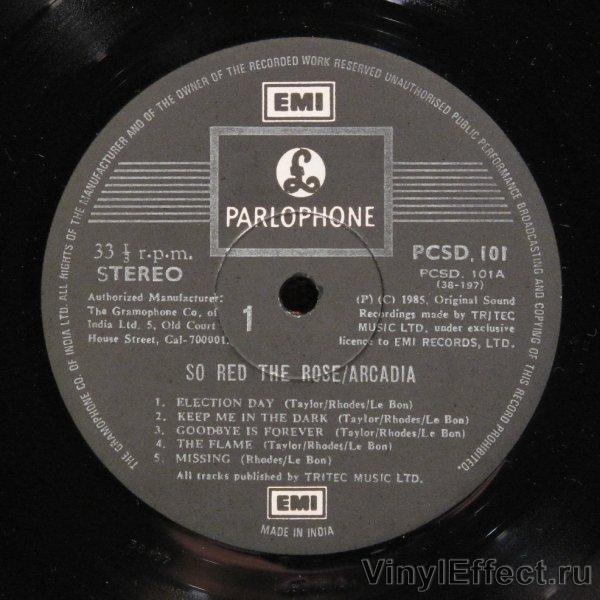 THE GRAMOPHONE CO. OF INDIA LTD. ALL RIGHTS OF THE MANUFACTURER AND OF THE OWNER OF THE RECORDED WORK RESERVED UNAUTHORISED PUBLIC PERFORMANCE BROADCASTING AND COPYING OF THIS RECORD PROHIBITED.
EMI
£
PARLOPHONE
33 1/3 r.p.m.
STEREO
PCSD. 101
PCSD. 101A
(38-197)
Authorized Manufacturer:
The Gramophone Co, of
India Ltd. 5, Old Court
House Street, Cal-700001.
1
(P) (C) 1985, Original Sound
Recordings made by TRITEC
MUSIC LTD. under exclusive
licence to EMI RECORDS, LTD.
SO RED THE ROSE/ARCADIA
1. ELECTION DAY (Taylor/Rhodes/Le Bon)
2. KEEP ME IN THE DARK (Taylor/Rhodes/Le Bon)
3. GOODBYE IS FOREVER (Taylor/Rhodes/Le Bon)
4. THE FLAME (Taylor/Rhodes/Le Bon)
5. MISSING (Rhodes/Le Bon)
All tracks published by TRITEC MUSIC LTD.
EMI
MADE IN INDIA
VinylEffect.ru